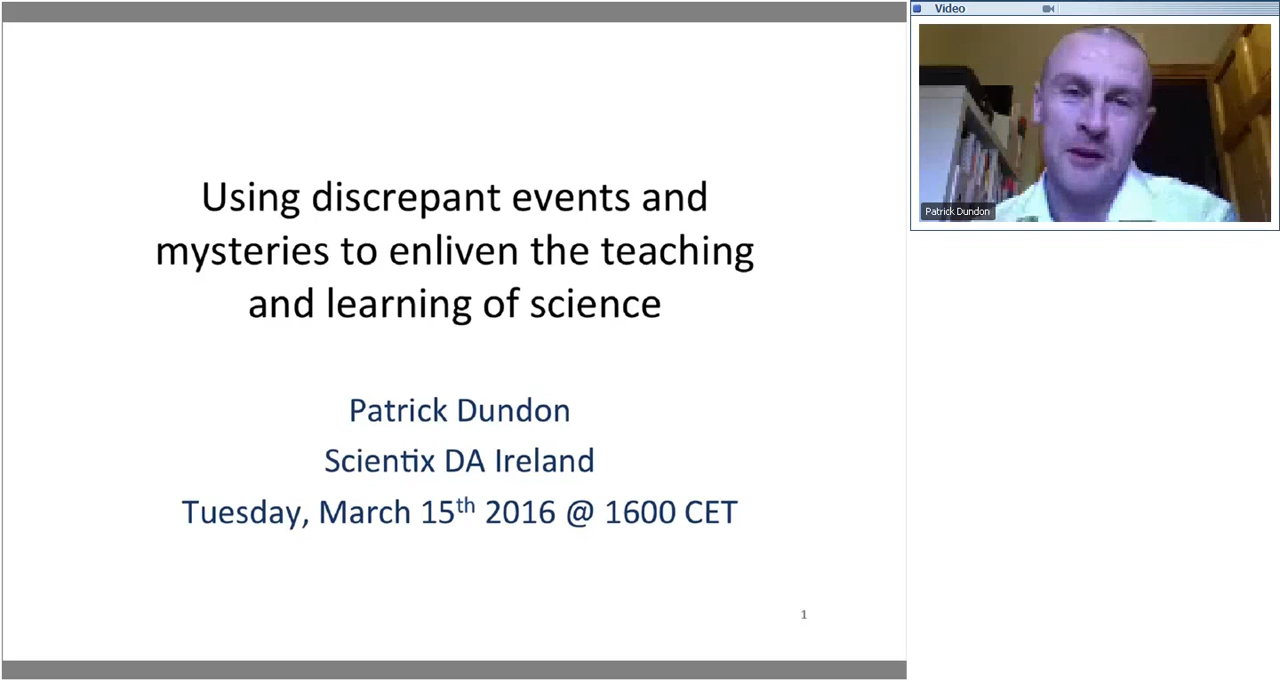 Using discrepant events and
mysteries to enliven the teaching
and learning of science
Patrick Dundon
Scientix DA Ireland
Tuesday, March 15th 2016 @ 1600 CET
1
Video
Patrick Dundon